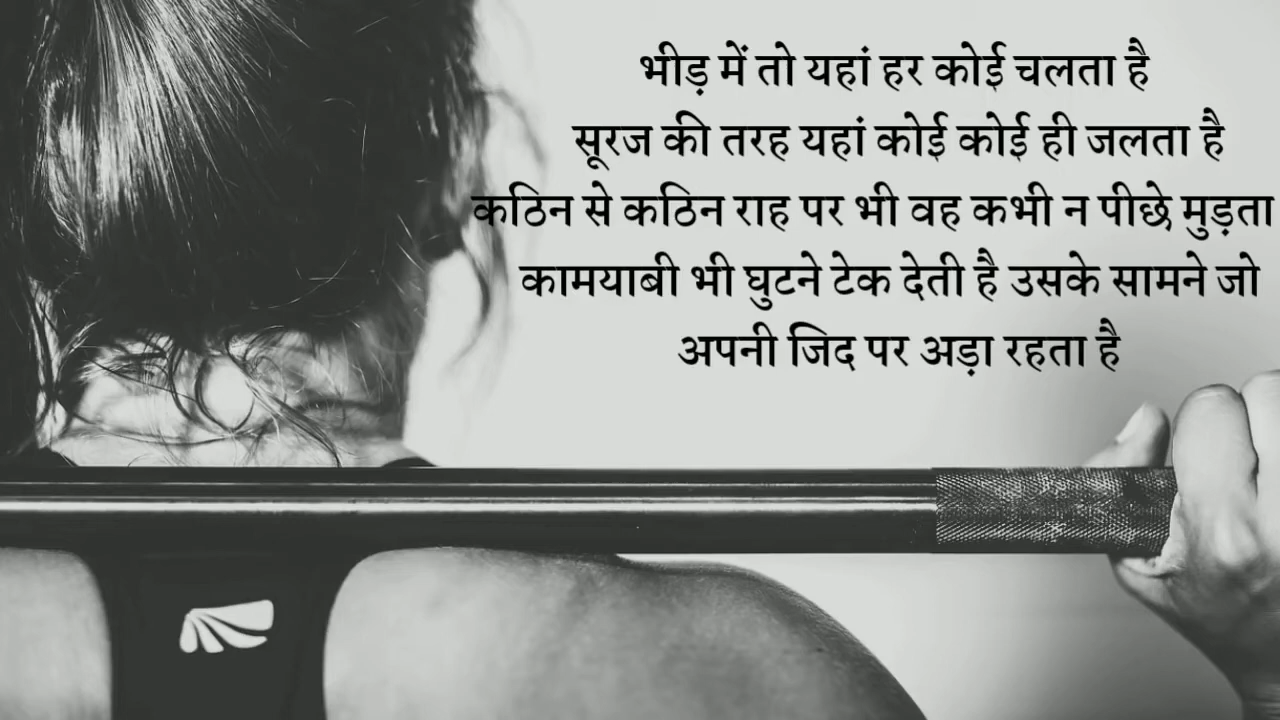 भीड़ में तो यहां हर कोई चलता है
सूरज की तरह यहां कोई कोई ही जलता है
कठिन से कठिन राह पर भी वह कभी न पीछे मुड़ता
कामयाबी भी घुटने टेक देती है उसके सामने जो
अपनी जिद पर अड़ा रहता है